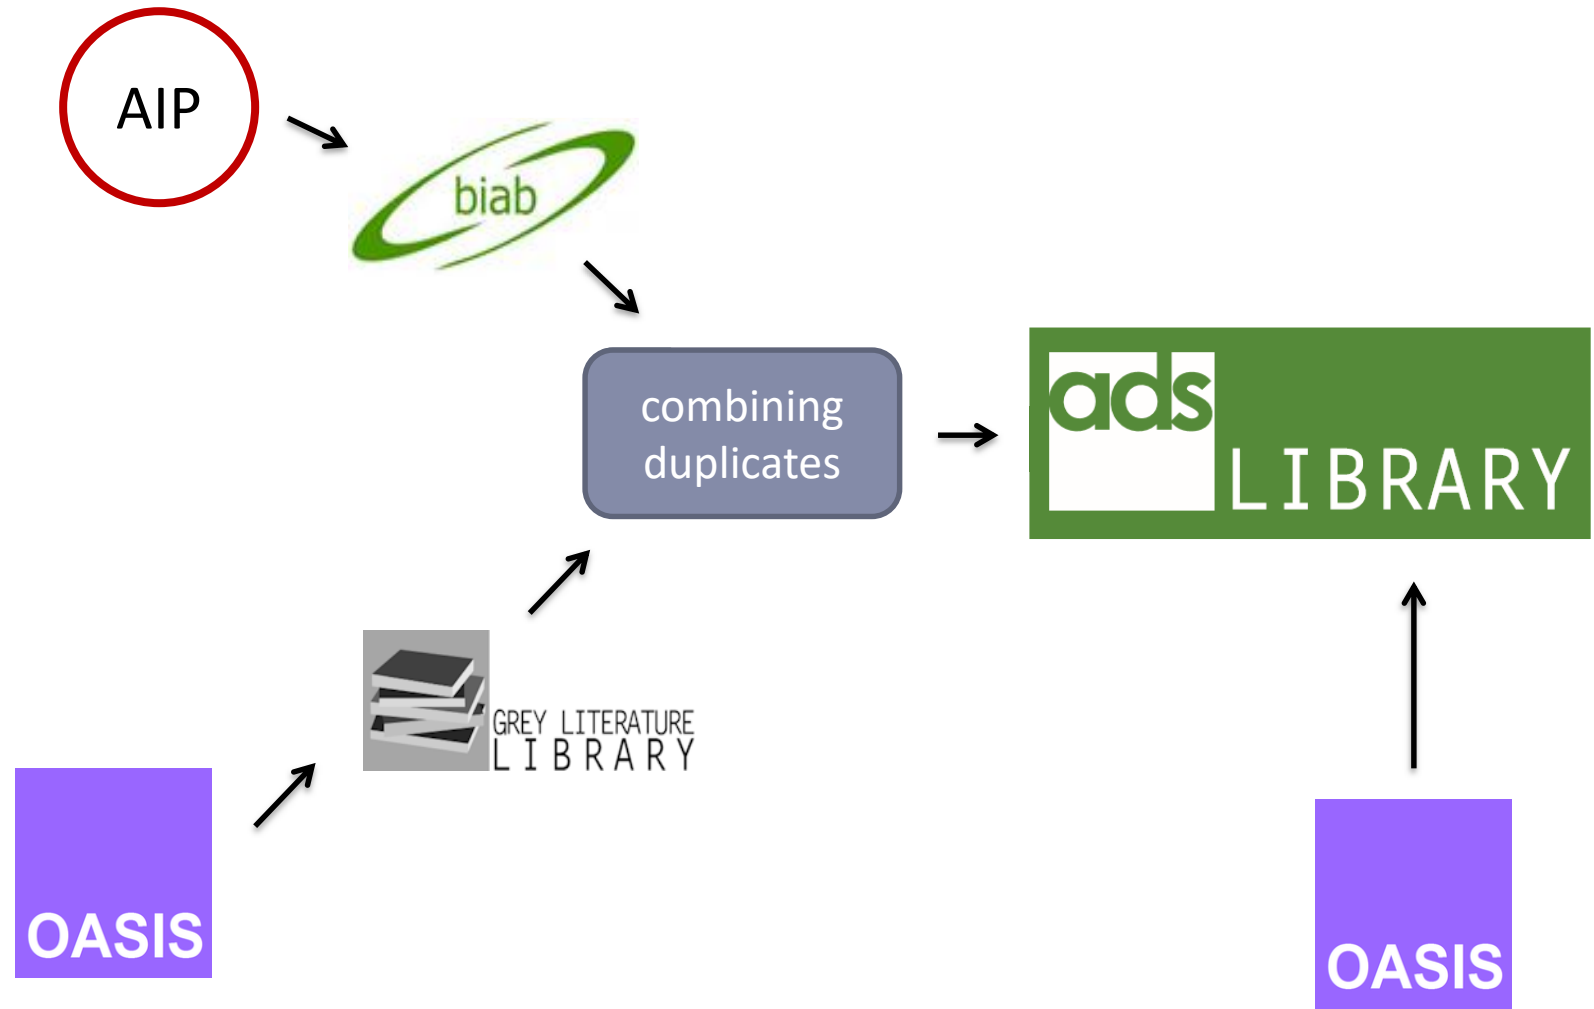 AIP
biab
combining
duplicates
ads
LIBRARY
GREY LITERATURE
LIBRARY
OASIS
OASIS